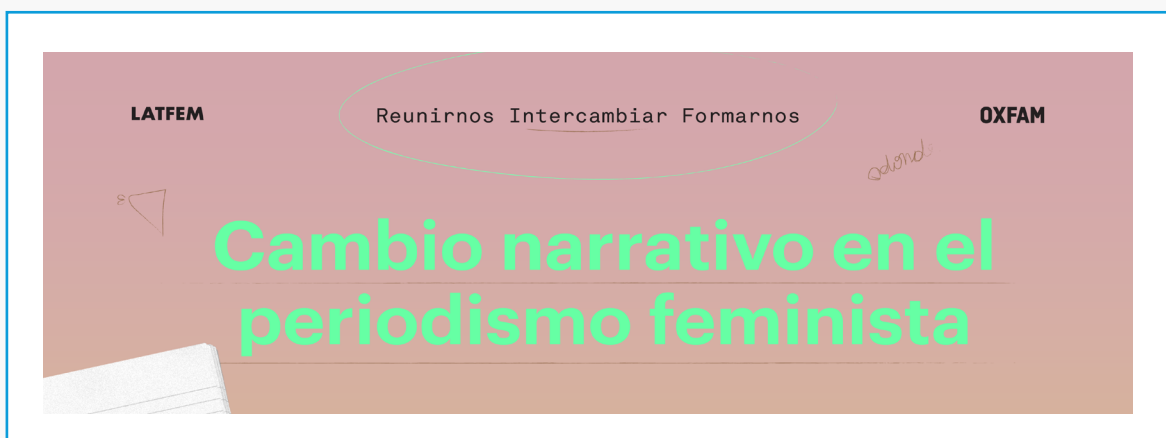 LATFEM
Reunirnos Intercambiar Formarnos
OXFAM
Cambio narrativo en el
periodismo feminista